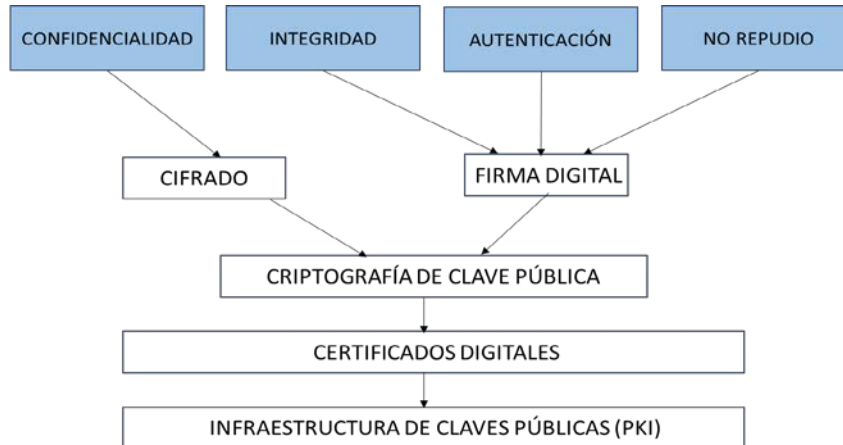 CONFIDENCIALIDAD
INTEGRIDAD
AUTENTICACIÓN
NO REPUDIO
CIFRADO
FIRMA DIGITAL
CRIPTOGRAFÍA DE CLAVE PÚBLICA
CERTIFICADOS DIGITALES
INFRAESTRUCTURA DE CLAVES PÚBLICAS (PKI)